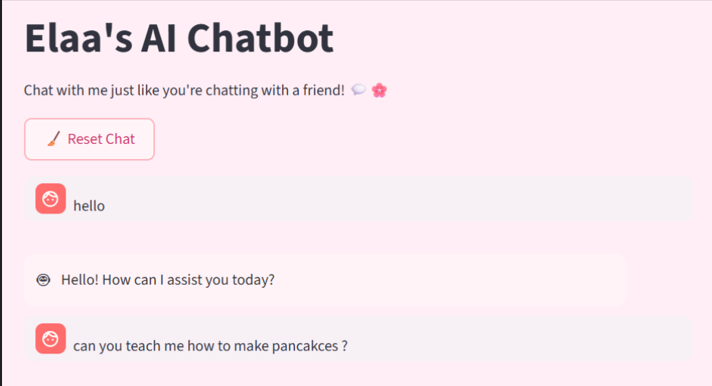 Elaa's AI Chatbot
Chat with me just like you're chatting with a friend! 💬 🌸
🧹 Reset Chat
hello
Hello! How can I assist you today?
can you teach me how to make pancakces ?